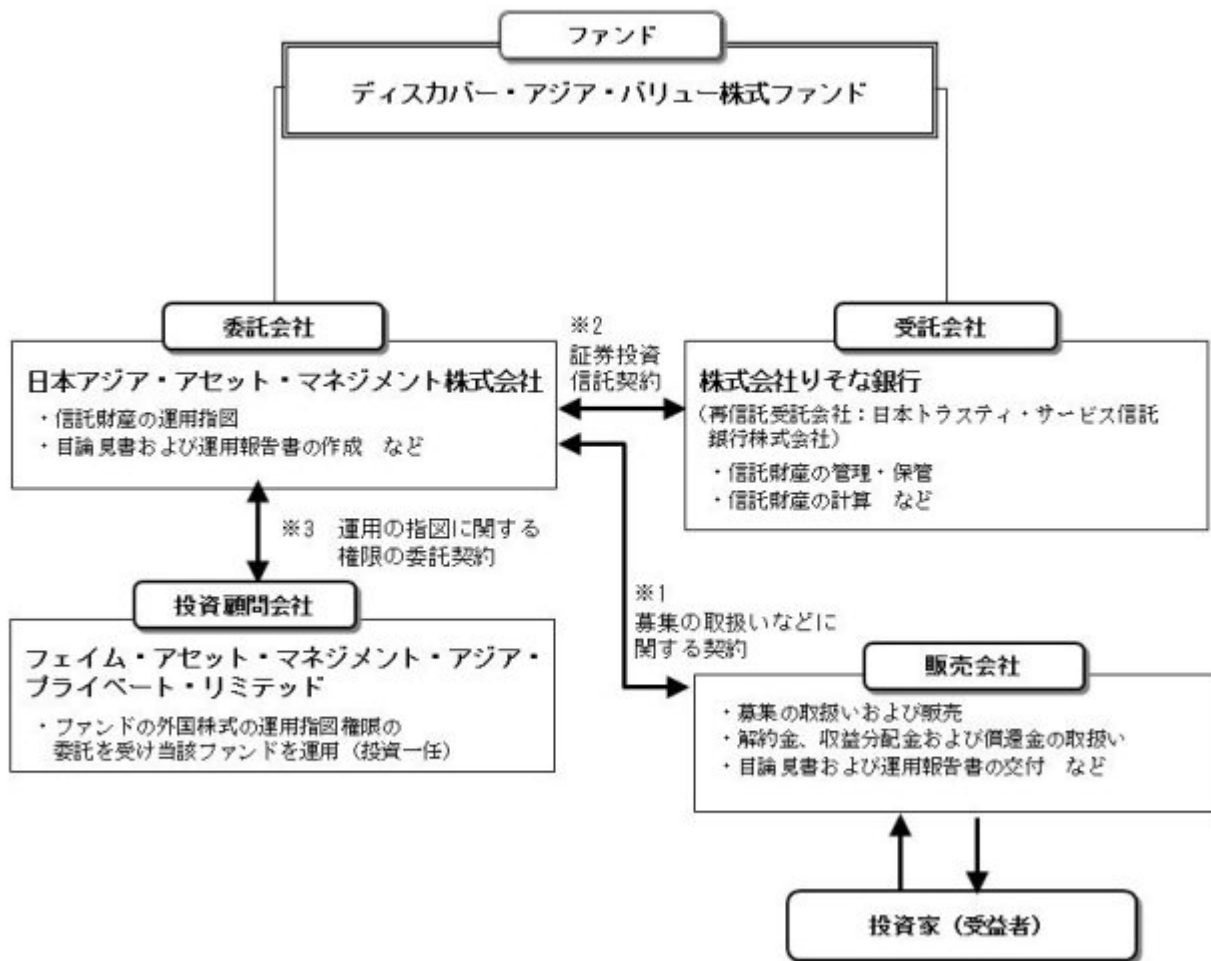 ファンド
ディスカバー・アジア・バリュー株式ファンド
委託会社
日本アジア・アセット・マネジメント株式会社
・信託財産の運用指図
・目論見書および運用報告書の作成 など
※2
証券投資
信託契約
受託会社
株式会社りそな銀行
(再信託受託会社:日本トラスティ・サービス信託
銀行株式会社)
・信託財産の管理・保管
・信託財産の計算 など
※3 運用の指図に関する
権限の委託契約
投資顧問会社
フェイム・アセット・マネジメント・アジア・
プライベート・リミテッド
・ファンドの外国株式の運用指図権限の
委託を受け当該ファンドを運用(投資一任)
※1
募集の取扱いなどに
関する契約
販売会社
・募集の取扱いおよび販売
・解約金、収益分配金および償還金の取扱い
・目論見書および運用報告書の交付 など
投資家(受益者)